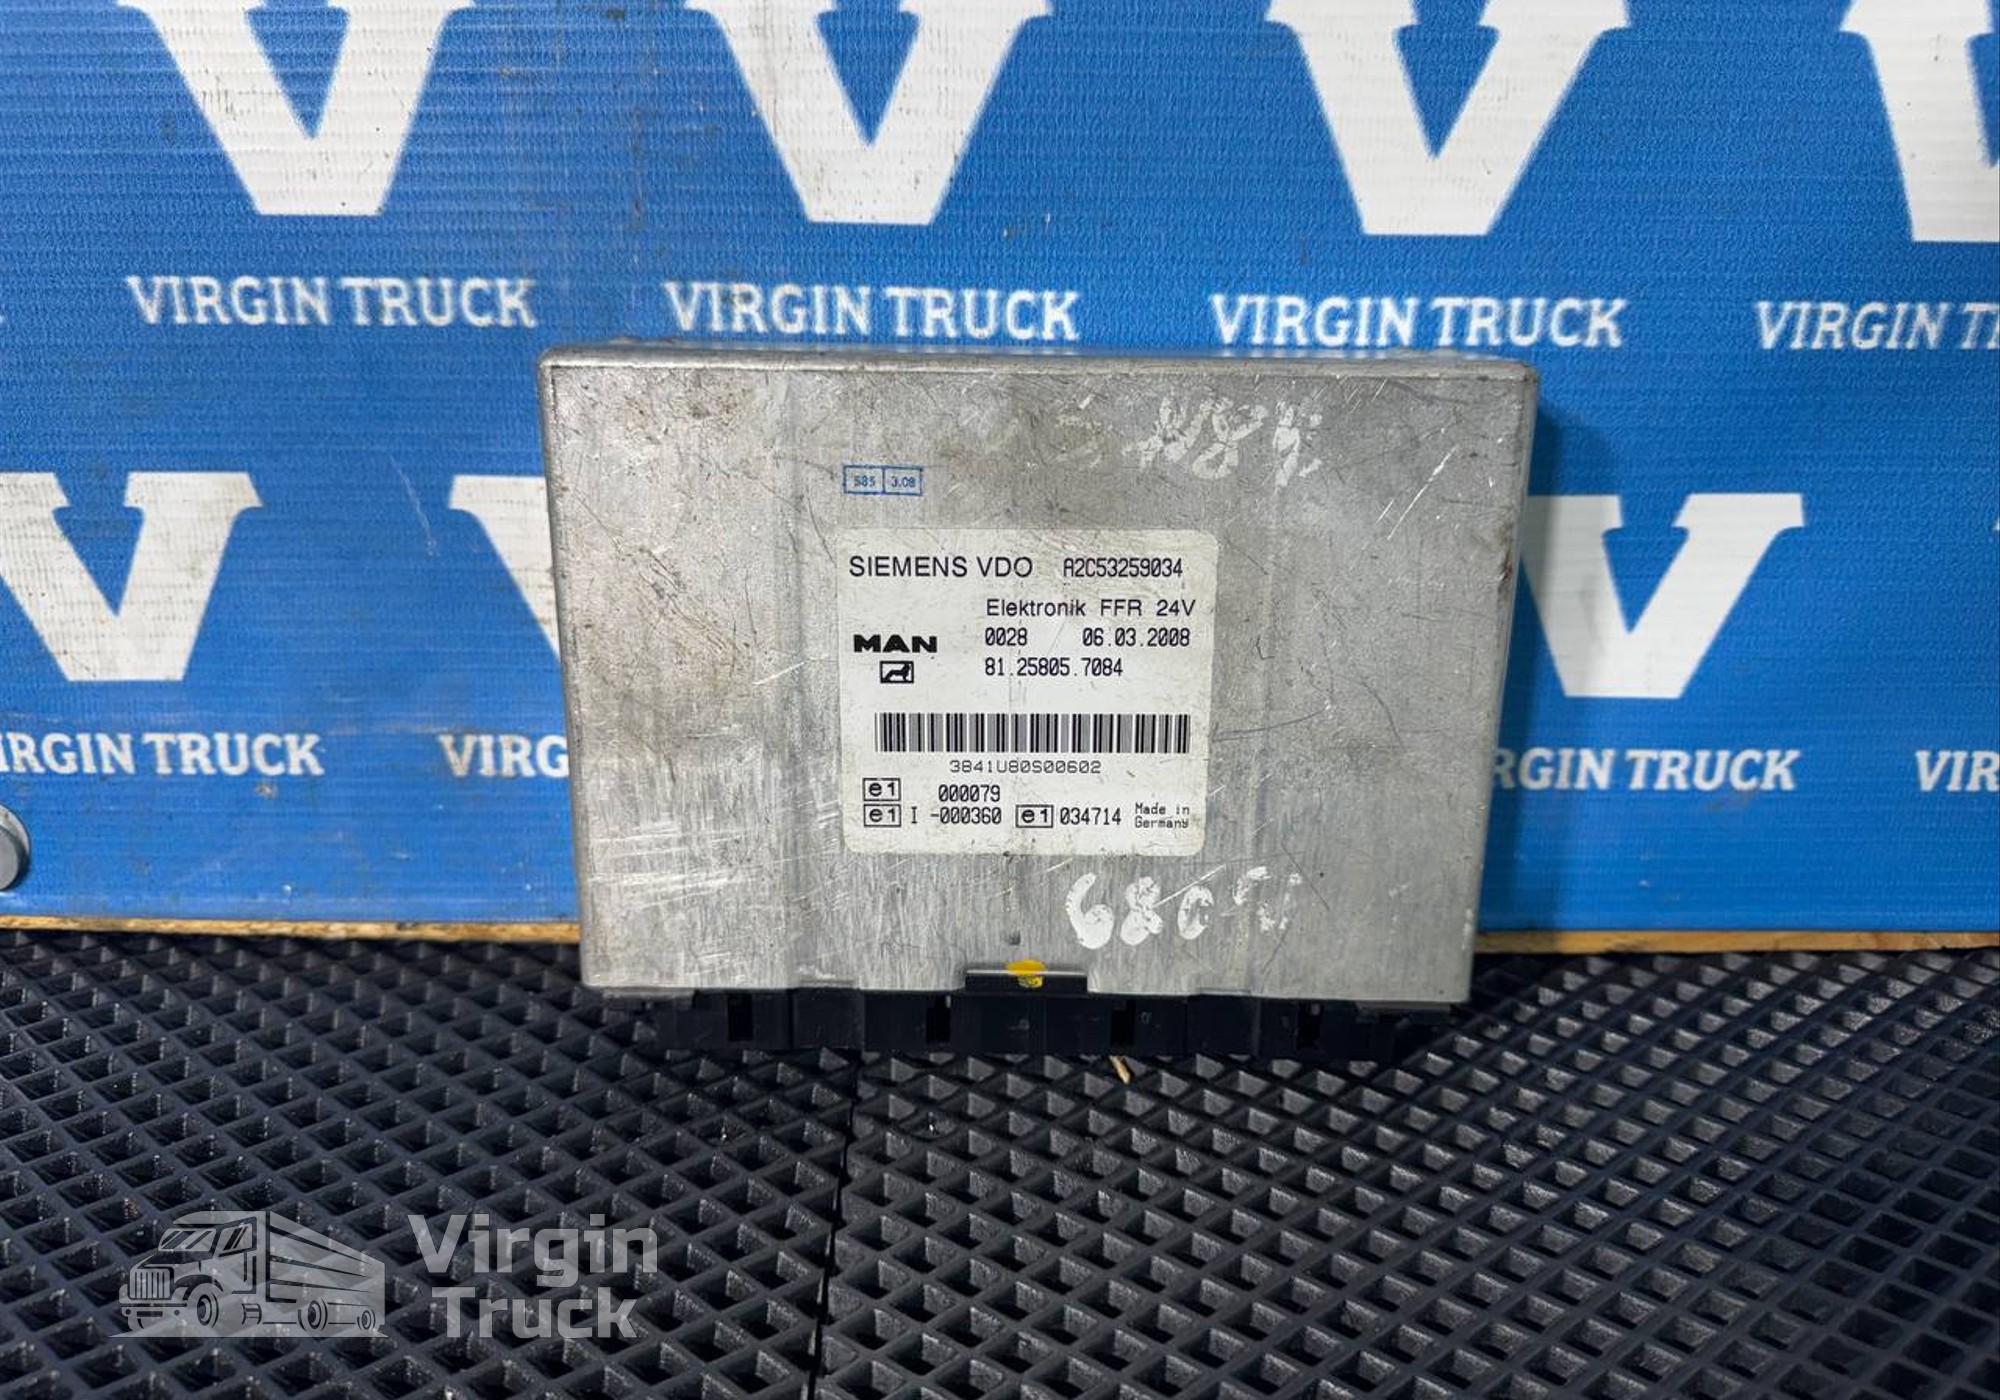 V V V V
VIRGIN TRUCK VIRGIN TRUCK VIRGIN TRUCK VIRGIN T
V V
IRGIN TRUCK VIRG RGIN TRUCK VIR
585 3.08
SIEMENS VDO A2C53259034
Elektronik FFR 24V
MAN 0028 06.03.2008
81.25805.7084
3841U80S00602
e1 000079
e1 I -000360 e1 034714 Made in Germany
Virgin
Truck